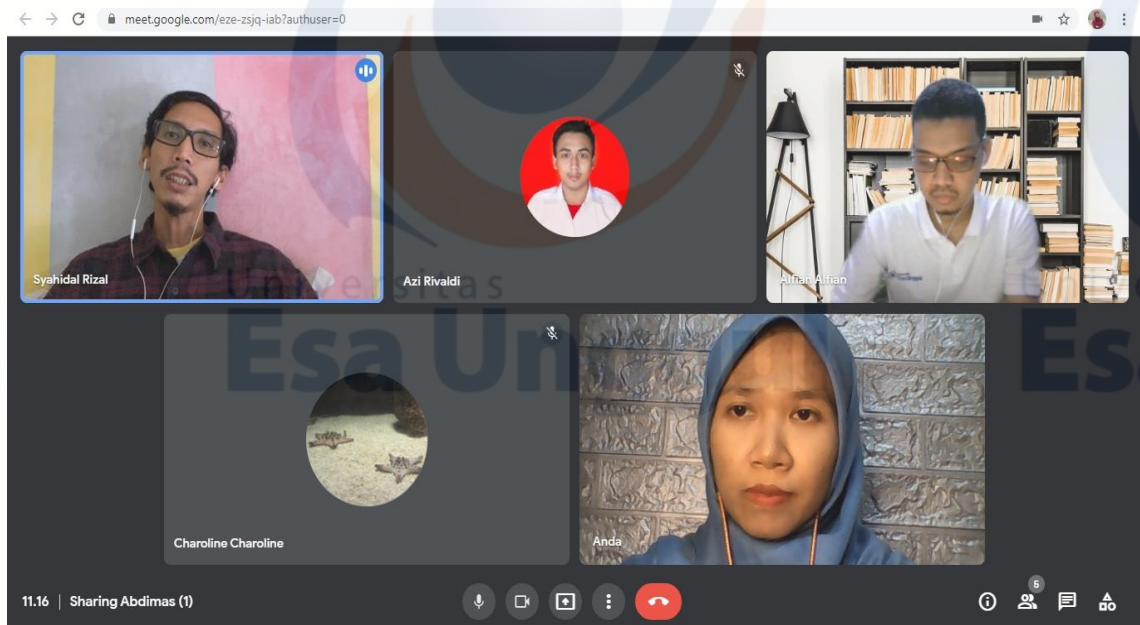 meet.google.com/eze-zsjq-iab?authuser=0
Syahidal Rizal
Azi Rivaldi
Alfian Alfian
Universitas
Esa Un
Es
Charoline Charoline
Anda
5
11.16 | Sharing Abdimas (1)